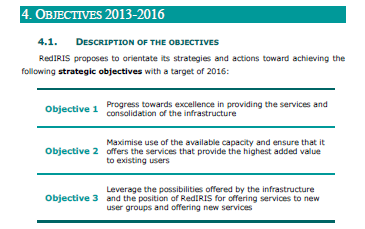 4. OBJECTIVES 2013-2016
4.1. DESCRIPTION OF THE OBJECTIVES
RedIRIS proposes to orientate its strategies and actions toward achieving the
following strategic objectives with a target of 2016:
Objective 1 Progress towards excellence in providing the services and
consolidation of the infrastructure
Maximise use of the available capacity and ensure that it
Objective 2 offers the services that provide the highest added value
to existing users
Leverage the possibilities offered by the infrastructure
Objective 3 and the position of RedIRIS for offering services to new
user groups and offering new services